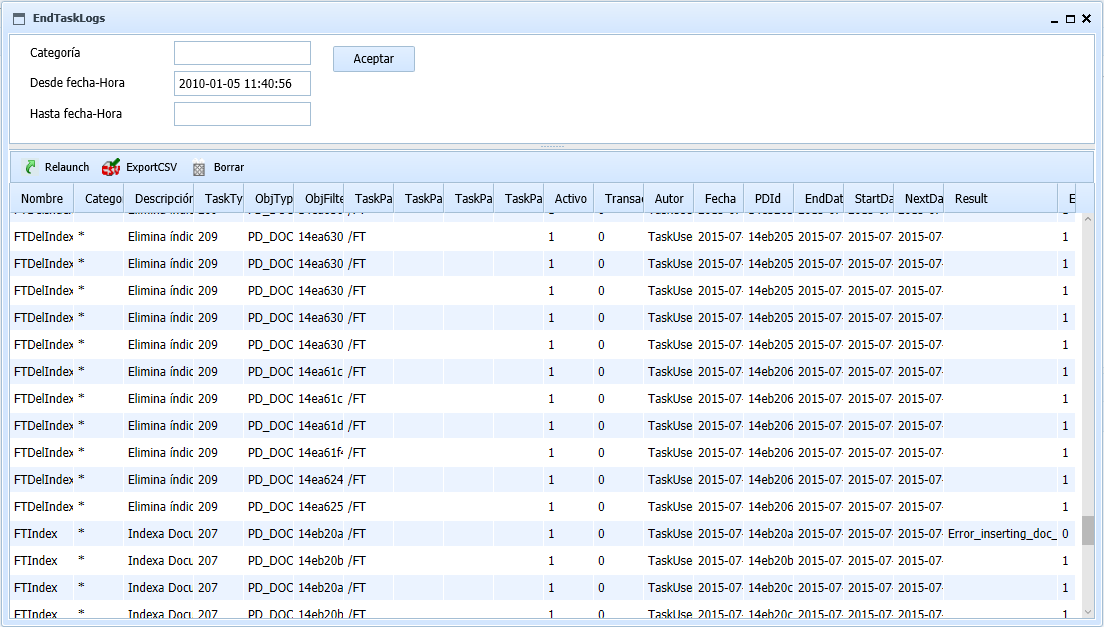 EndTaskLogs
Categoría
Aceptar
Desde fecha-Hora 2010-01-05 11:40:56
Hasta fecha-Hora
Relaunch ExportCSV Borrar
Nombre Catego Descripción TaskTy ObjTyp ObjFilte TaskPa TaskPa TaskPa TaskPa Activo Transac Autor Fecha PDId EndDat StartDa NextDa Result E
FTDelIndex * Elimina índic 209 PD_DOC 14ea630 /FT 1 0 TaskUse 2015-07- 14eb205 2015-07- 2015-07- 2015-07- 1
FTDelIndex * Elimina índic 209 PD_DOC 14ea630 /FT 1 0 TaskUse 2015-07- 14eb205 2015-07- 2015-07- 2015-07- 1
FTDelIndex * Elimina índic 209 PD_DOC 14ea630 /FT 1 0 TaskUse 2015-07- 14eb205 2015-07- 2015-07- 2015-07- 1
FTDelIndex * Elimina índic 209 PD_DOC 14ea630 /FT 1 0 TaskUse 2015-07- 14eb205 2015-07- 2015-07- 2015-07- 1
FTDelIndex * Elimina índic 209 PD_DOC 14ea630 /FT 1 0 TaskUse 2015-07- 14eb205 2015-07- 2015-07- 2015-07- 1
FTDelIndex * Elimina índic 209 PD_DOC 14ea61c /FT 1 0 TaskUse 2015-07- 14eb206 2015-07- 2015-07- 2015-07- 1
FTDelIndex * Elimina índic 209 PD_DOC 14ea61c /FT 1 0 TaskUse 2015-07- 14eb206 2015-07- 2015-07- 2015-07- 1
FTDelIndex * Elimina índic 209 PD_DOC 14ea61d /FT 1 0 TaskUse 2015-07- 14eb206 2015-07- 2015-07- 2015-07- 1
FTDelIndex * Elimina índic 209 PD_DOC 14ea61f4 /FT 1 0 TaskUse 2015-07- 14eb206 2015-07- 2015-07- 2015-07- 1
FTDelIndex * Elimina índic 209 PD_DOC 14ea624 /FT 1 0 TaskUse 2015-07- 14eb206 2015-07- 2015-07- 2015-07- 1
FTDelIndex * Elimina índic 209 PD_DOC 14ea625 /FT 1 0 TaskUse 2015-07- 14eb206 2015-07- 2015-07- 2015-07- 1
FTIndex * Indexa Docu 207 PD_DOC 14eb20a /FT 1 0 TaskUse 2015-07- 14eb20a 2015-07- 2015-07- 2015-07- Error_inserting_doc_ 0
FTIndex * Indexa Docu 207 PD_DOC 14eb20b /FT 1 0 TaskUse 2015-07- 14eb20b 2015-07- 2015-07- 2015-07- 1
FTIndex * Indexa Docu 207 PD_DOC 14eb20a /FT 1 0 TaskUse 2015-07- 14eb20c 2015-07- 2015-07- 2015-07- 1
FTIndex * Indexa Docu 207 PD_DOC 14eb20b /FT 1 0 TaskUse 2015-07- 14eb20c 2015-07- 2015-07- 2015-07- 1